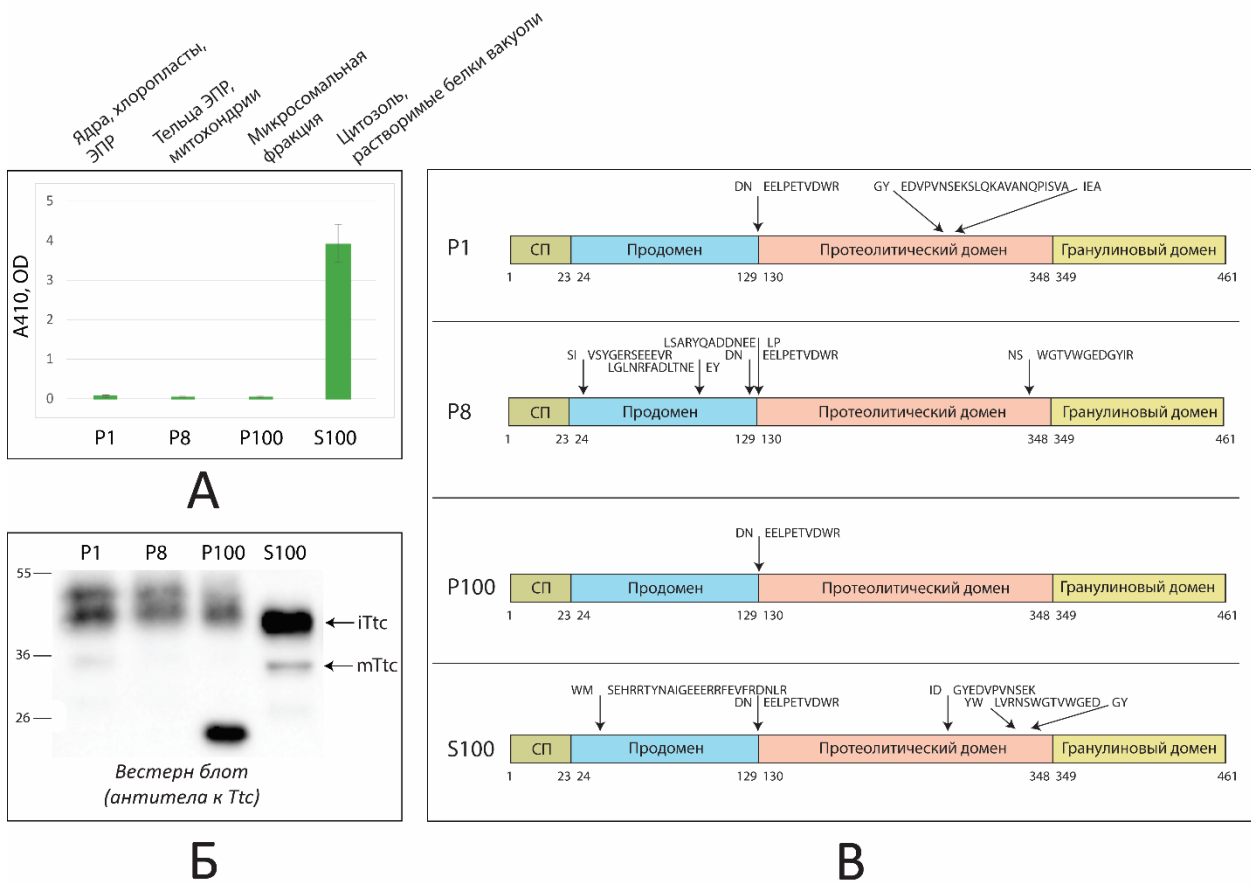 Ядра, хлоропласты,
ЭПР
Тельца ЭПР,
митохондрии
Микросомальная
фракция
Цитозоль,
растворимые белки вакуоли
A410, OD
5
4
3
2
1
0
P1 P8 P100 S100
А
P1 P8 P100 S100
55
36
26
iTtc
mTtc
Вестерн блот
(антитела к Ttc)
Б
P1
DN EELPETVDWR GY EDVPVNSEKSLQKAVANQPISVA IEA
СП Продомен Протеолитический домен Гранулиновый домен
1 23 24 129 130 348 349 461
P8
LSARYQADDNEE LP
SI VSYGERSEEEVR DN EELPETVDWR NS WGTVWGEDGYIR
LGLNRFADLTNE EY
СП Продомен Протеолитический домен Гранулиновый домен
1 23 24 129 130 348 349 461
P100
DN EELPETVDWR
СП Продомен Протеолитический домен Гранулиновый домен
1 23 24 129 130 348 349 461
S100
WM SEHRRTYNAIGEEERRFEVFRDNLR ID GYEDVPVNSEK
DN EELPETVDWR YW LVRNSWGTVWGED GY
СП Продомен Протеолитический домен Гранулиновый домен
1 23 24 129 130 348 349 461
В